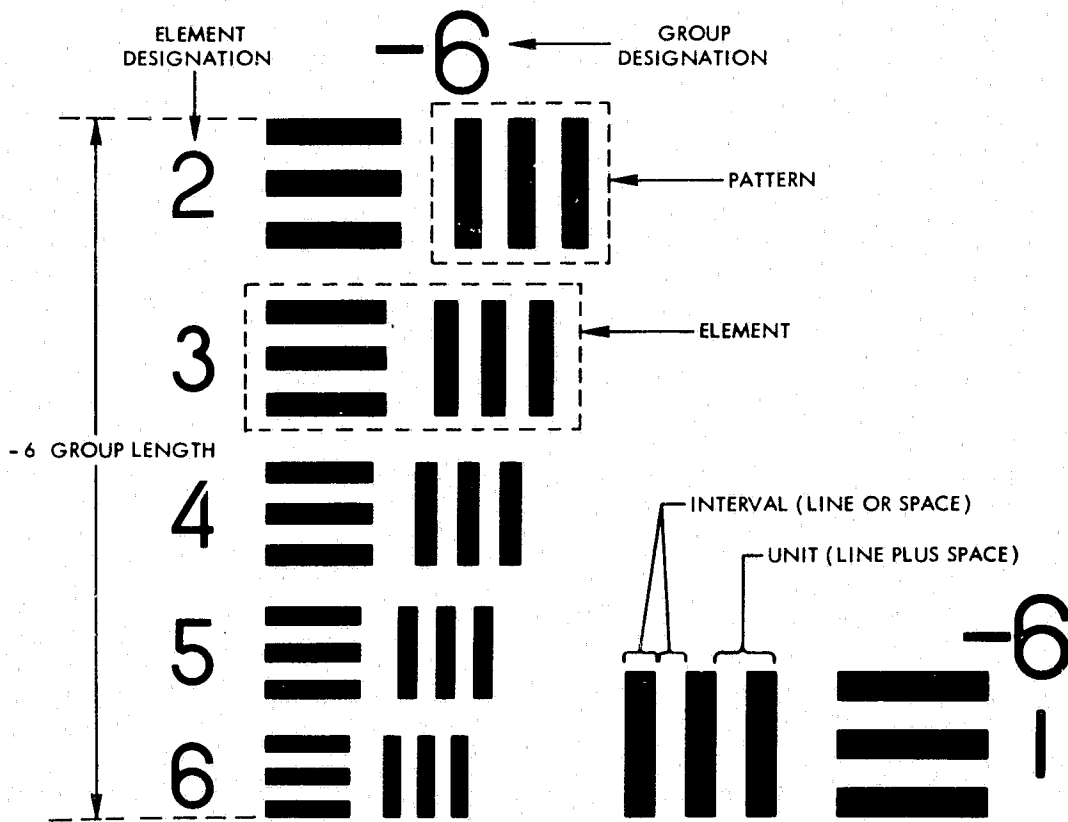 ELEMENT
DESIGNATION
-6
GROUP
DESIGNATION
2
PATTERN
3
ELEMENT
-6 GROUP LENGTH
4
INTERVAL (LINE OR SPACE)
UNIT (LINE PLUS SPACE)
5
-6
6
1